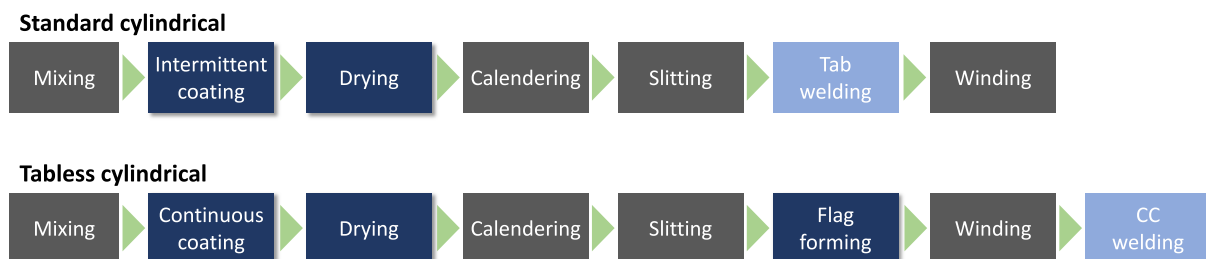 Standard cylindrical
Mixing
Intermittent
coating
Drying
Calendering
Slitting
Tab
welding
Winding
Tabless cylindrical
Mixing
Continuous
coating
Drying
Calendering
Slitting
Flag
forming
Winding
CC
welding